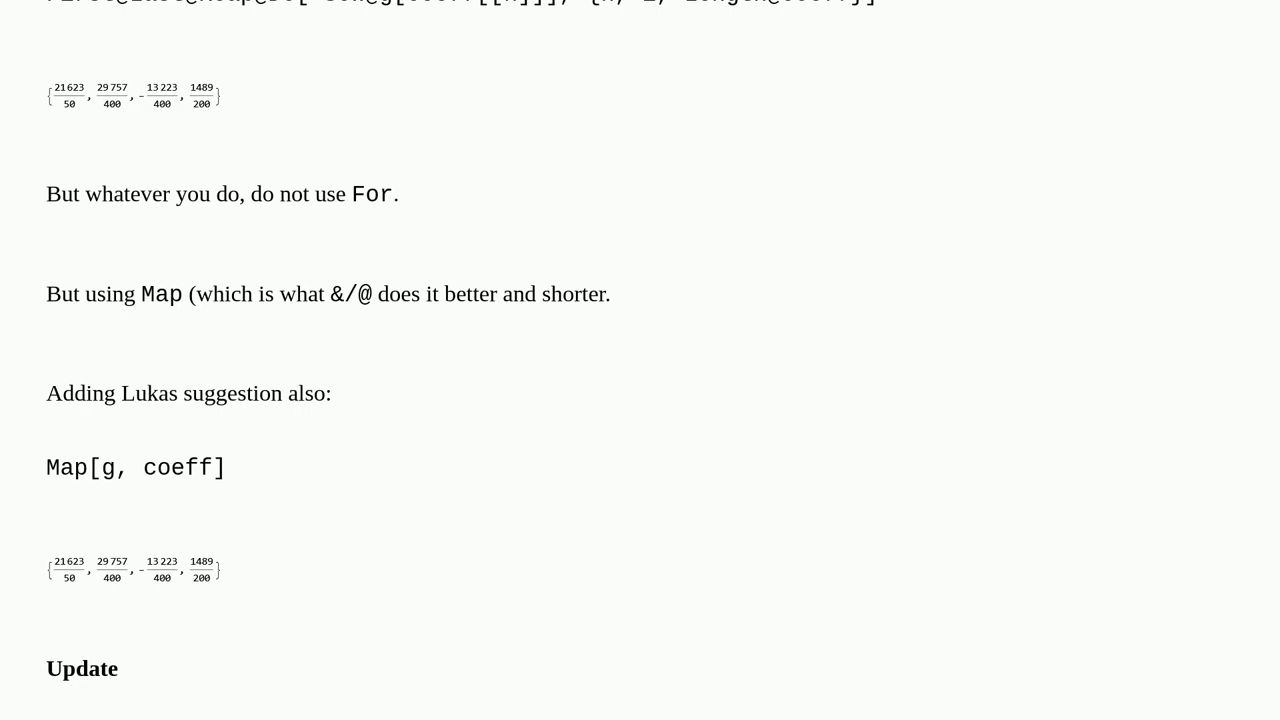 {21623/50, 29757/400, -13223/400, 1489/200}
But whatever you do, do not use For.
But using Map (which is what &/@ does it better and shorter.
Adding Lukas suggestion also:
Map[g, coeff]
{21623/50, 29757/400, -13223/400, 1489/200}
Update